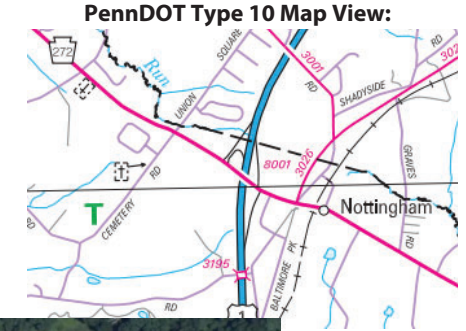 PennDOT Type 10 Map View:
272
Run
SQUARE
UNION
RD
3001
RD
SHADYSIDE
RD
302
8001
3026
GRAVES
RD
Nottingham
T
CEMETERY
RD
RD
3195
RD
BALTIMORE
PK
1